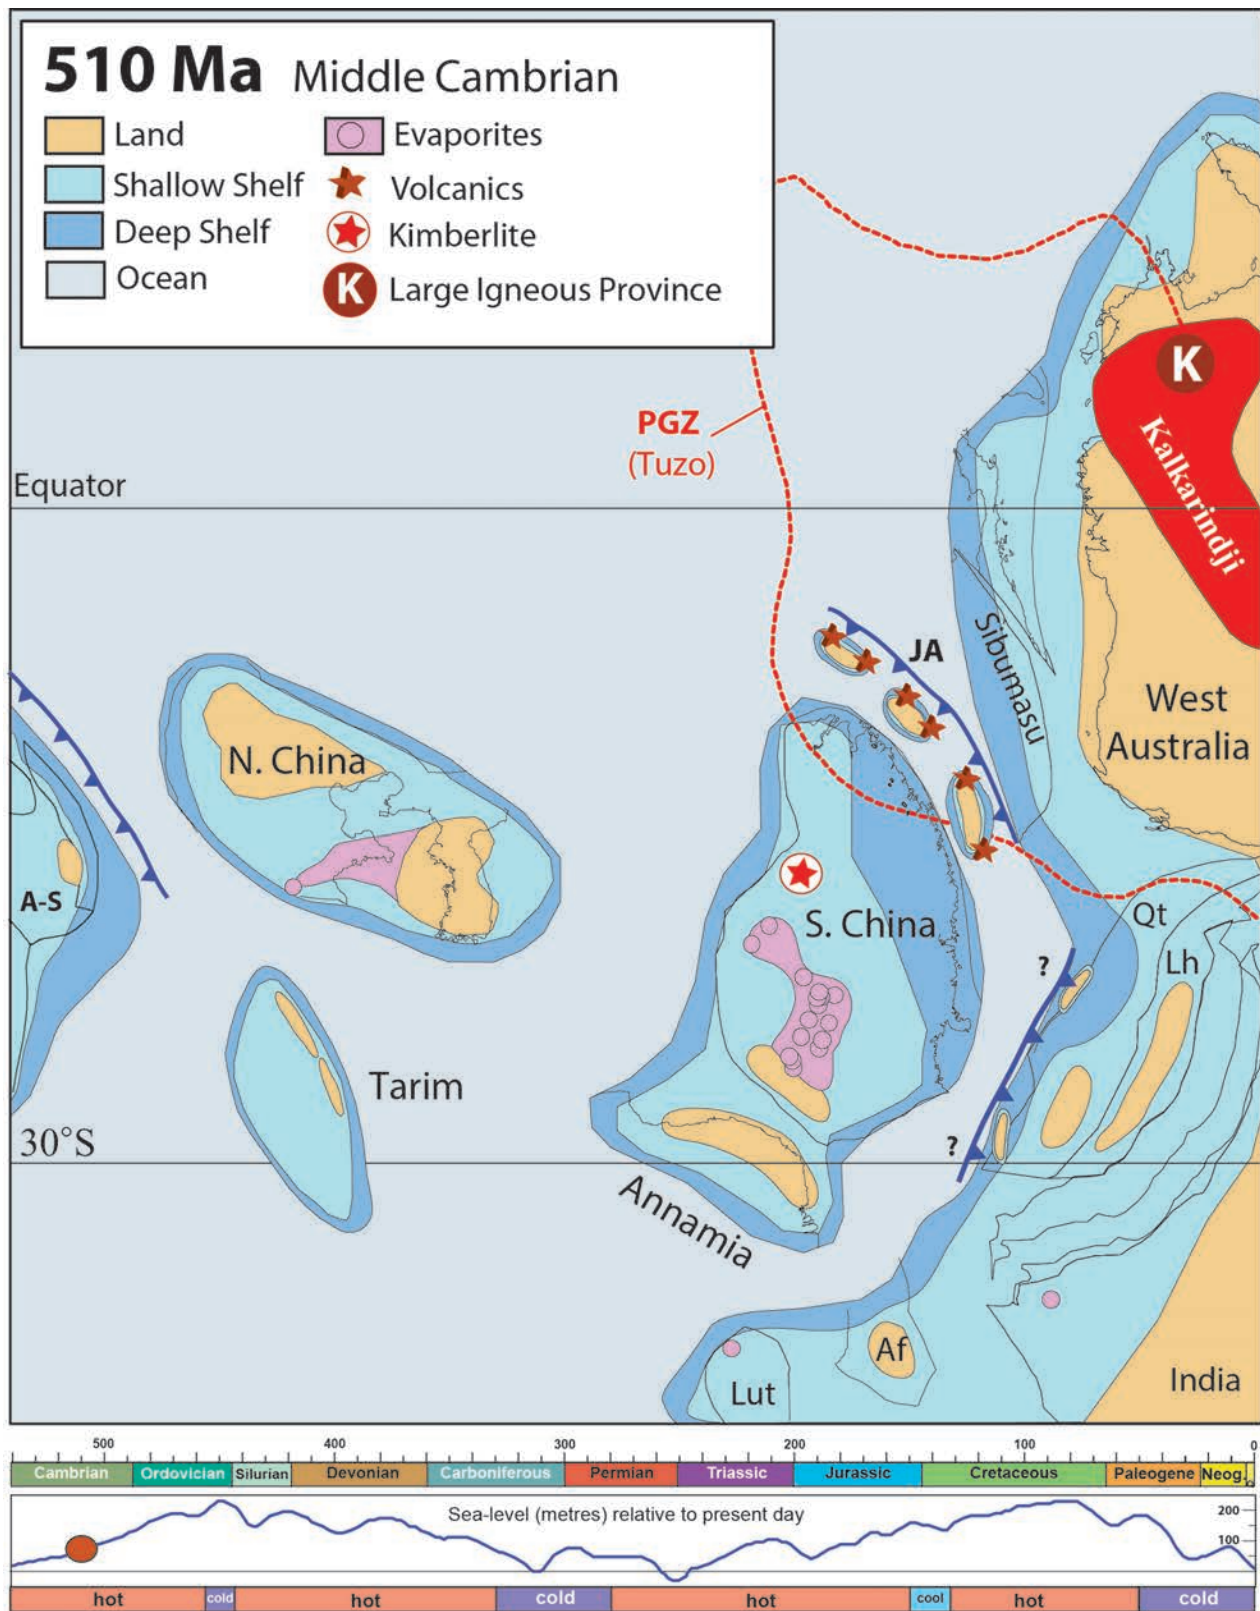 510 Ma Middle Cambrian
Land
Evaporites
Shallow Shelf
Volcanics
Deep Shelf
Kimberlite
Ocean
K Large Igneous Province
K
Kalkarindji
PGZ
(Tuzo)
Equator
JA
Sibumasu
West
Australia
N. China
A-S
S. China
Qt
Lh
?
Tarim
30°S
?
Annamia
Af
Lut
India
500 400 300 200 100 0
Cambrian Ordovician Silurian Devonian Carboniferous Permian Triassic Jurassic Cretaceous Paleogene Neog. Q
Sea-level (metres) relative to present day
200
100
hot cold hot cold hot cool hot cold